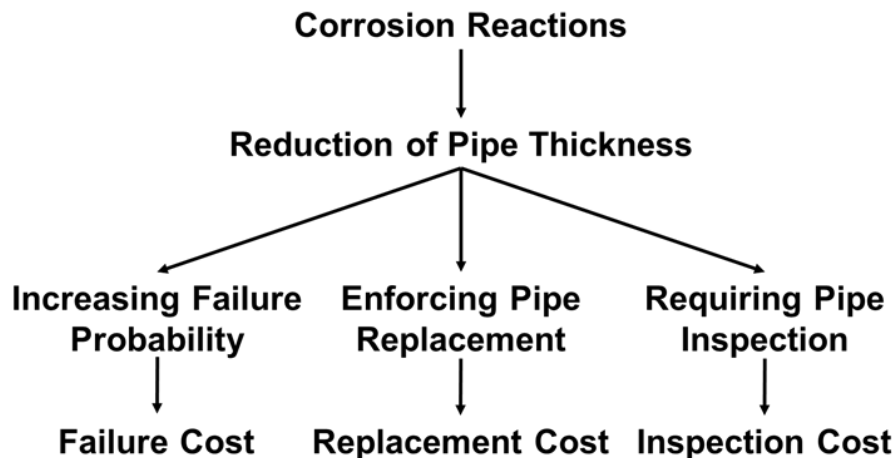 Corrosion Reactions
Reduction of Pipe Thickness
Increasing Failure
Probability
Enforcing Pipe
Replacement
Requiring Pipe
Inspection
Failure Cost
Replacement Cost
Inspection Cost